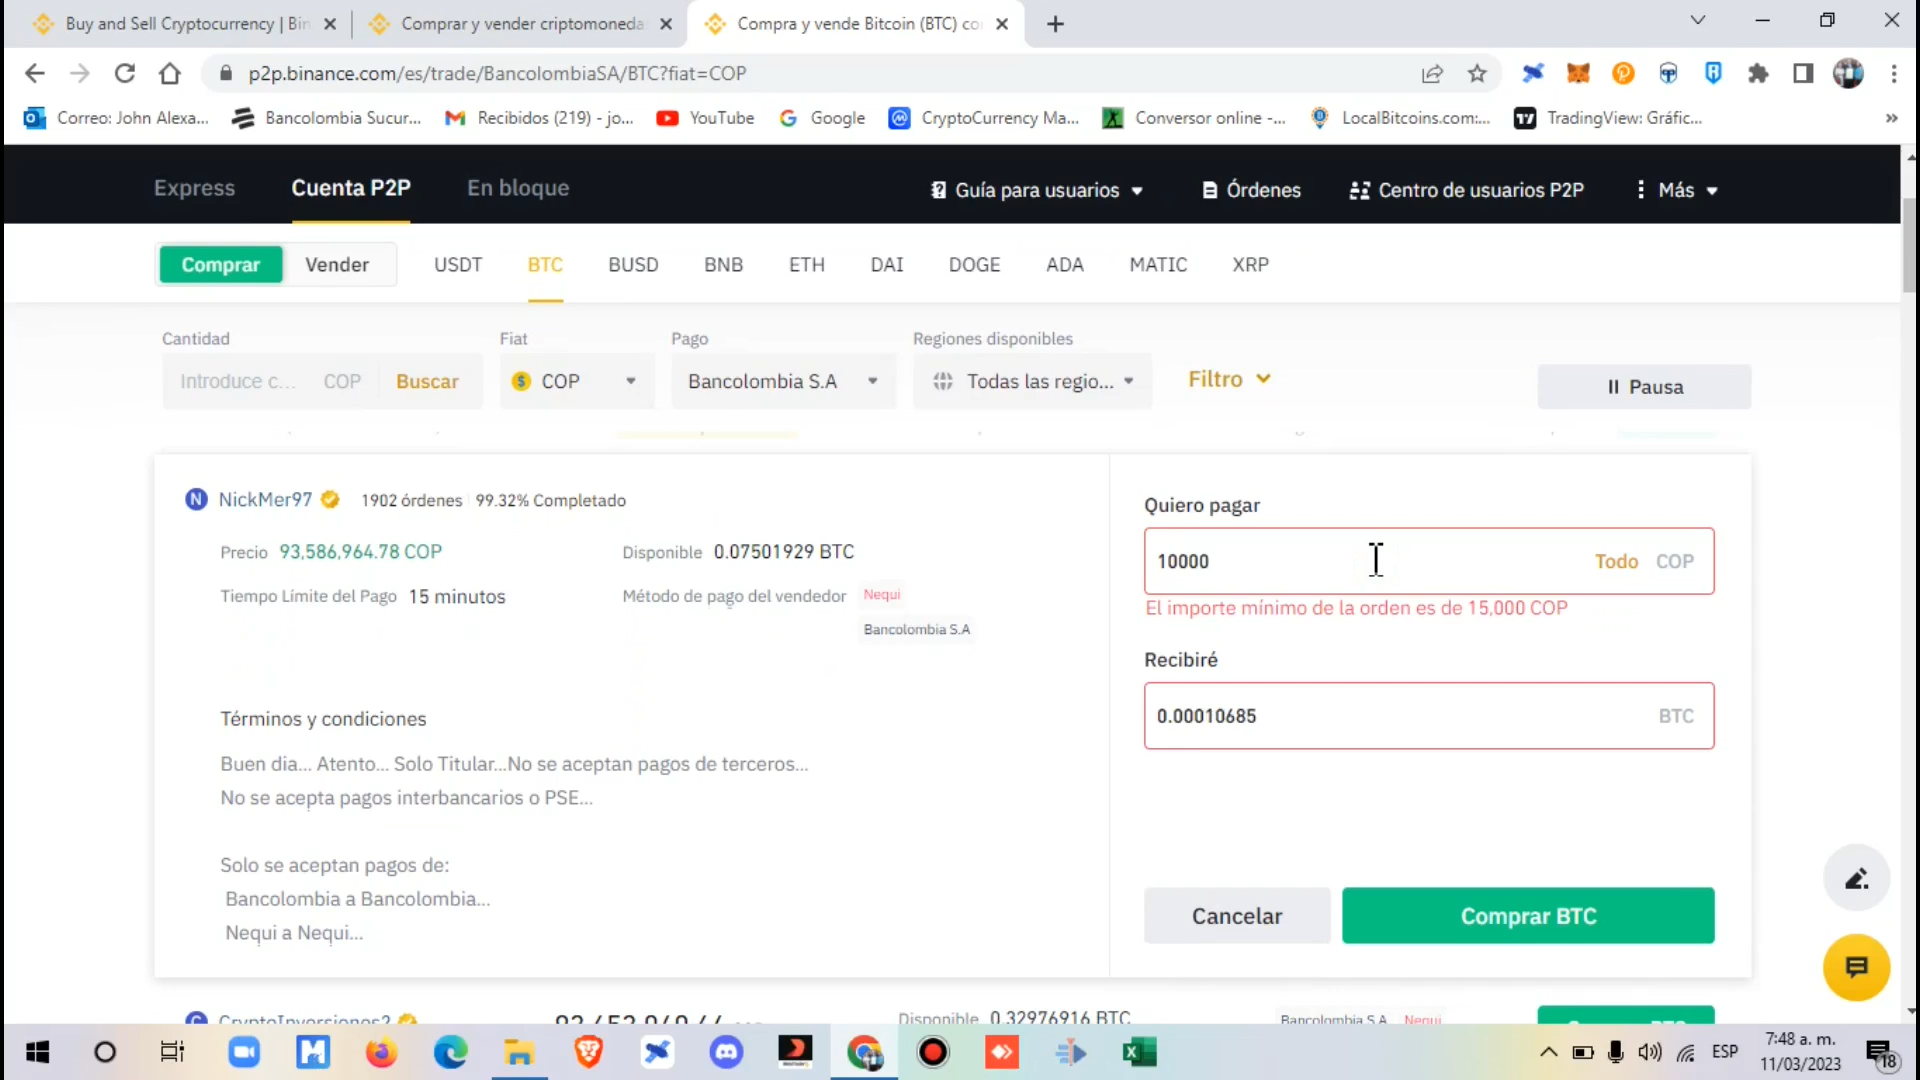 Buy and Sell Cryptocurrency | Bin
Comprar y vender criptomoneda
Compra y vende Bitcoin (BTC) co
p2p.binance.com/es/trade/BancolombiaSA/BTC?fiat=COP
Correo: John Alexa...
Bancolombia Sucur...
Recibidos (219) - jo...
YouTube
Google
CryptoCurrency Ma...
Conversor online -...
LocalBitcoins.com:...
TradingView: Gráfic...
»
Express
Cuenta P2P
En bloque
Guía para usuarios
Órdenes
Centro de usuarios P2P
Más
Comprar
Vender
USDT
BTC
BUSD
BNB
ETH
DAI
DOGE
ADA
MATIC
XRP
Cantidad
Fiat
Pago
Regiones disponibles
Introduce c... COP Buscar
COP
Bancolombia S.A
Todas las regio...
Filtro
Pausa
N NickMer97 1902 órdenes 99.32% Completado
Precio 93,586,964.78 COP
Disponible 0.07501929 BTC
Tiempo Límite del Pago 15 minutos
Método de pago del vendedor Nequi
Bancolombia S.A
Términos y condiciones
Buen dia... Atento... Solo Titular...No se aceptan pagos de terceros...
No se acepta pagos interbancarios o PSE...
Solo se aceptan pagos de:
Bancolombia a Bancolombia...
Nequi a Nequi...
Quiero pagar
10000 Todo COP
El importe mínimo de la orden es de 15,000 COP
Recibiré
0.00010685 BTC
Cancelar
Comprar BTC
CryptoInversiones2
Disponible 0.32976916 BTC
Bancolombia S.A Nequi
ESP
7:48 a. m.
11/03/2023
18